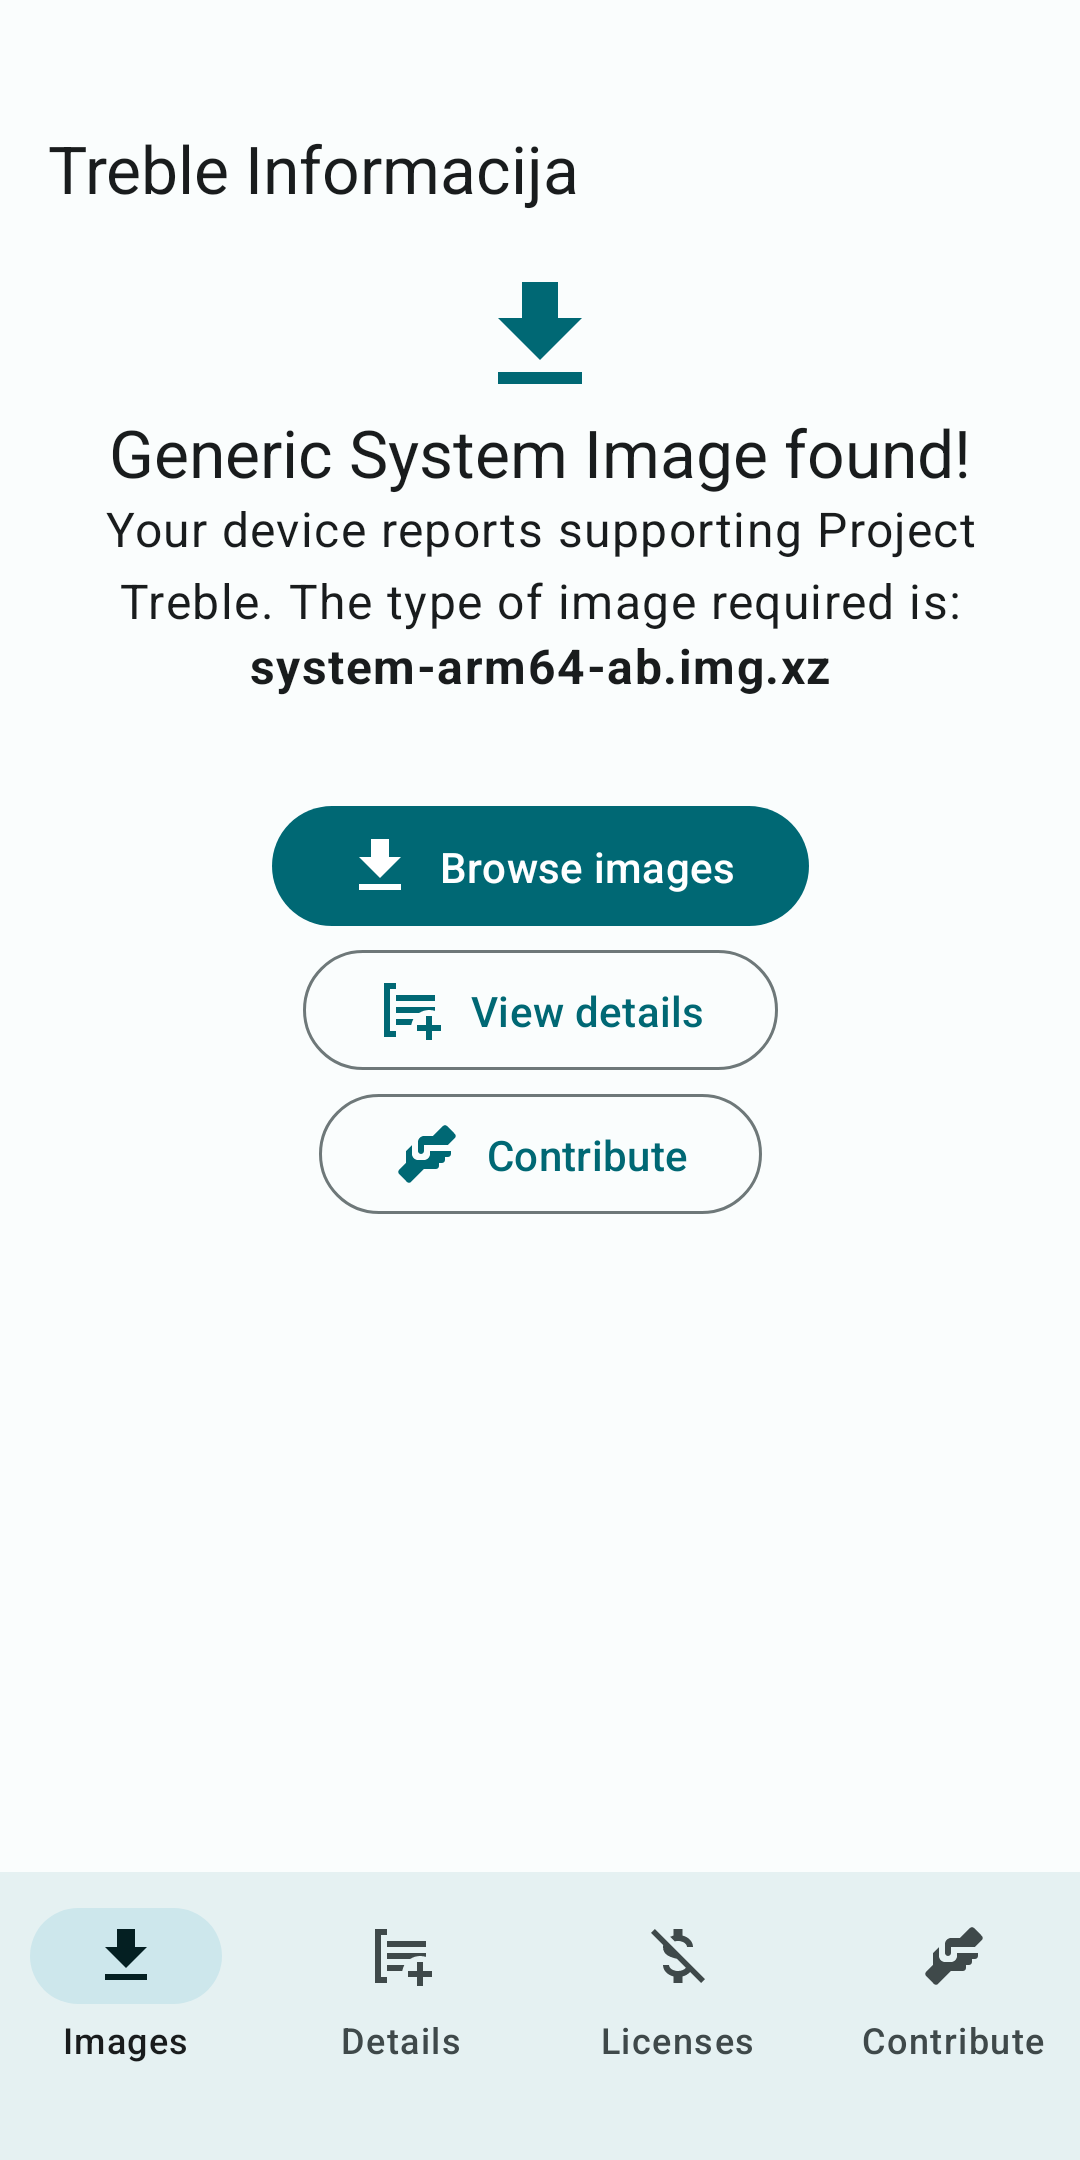 Treble Informacija
Generic System Image found!
Your device reports supporting Project
Treble. The type of image required is:
system-arm64-ab.img.xz
Browse images
View details
Contribute
Images
Details
Licenses
Contribute